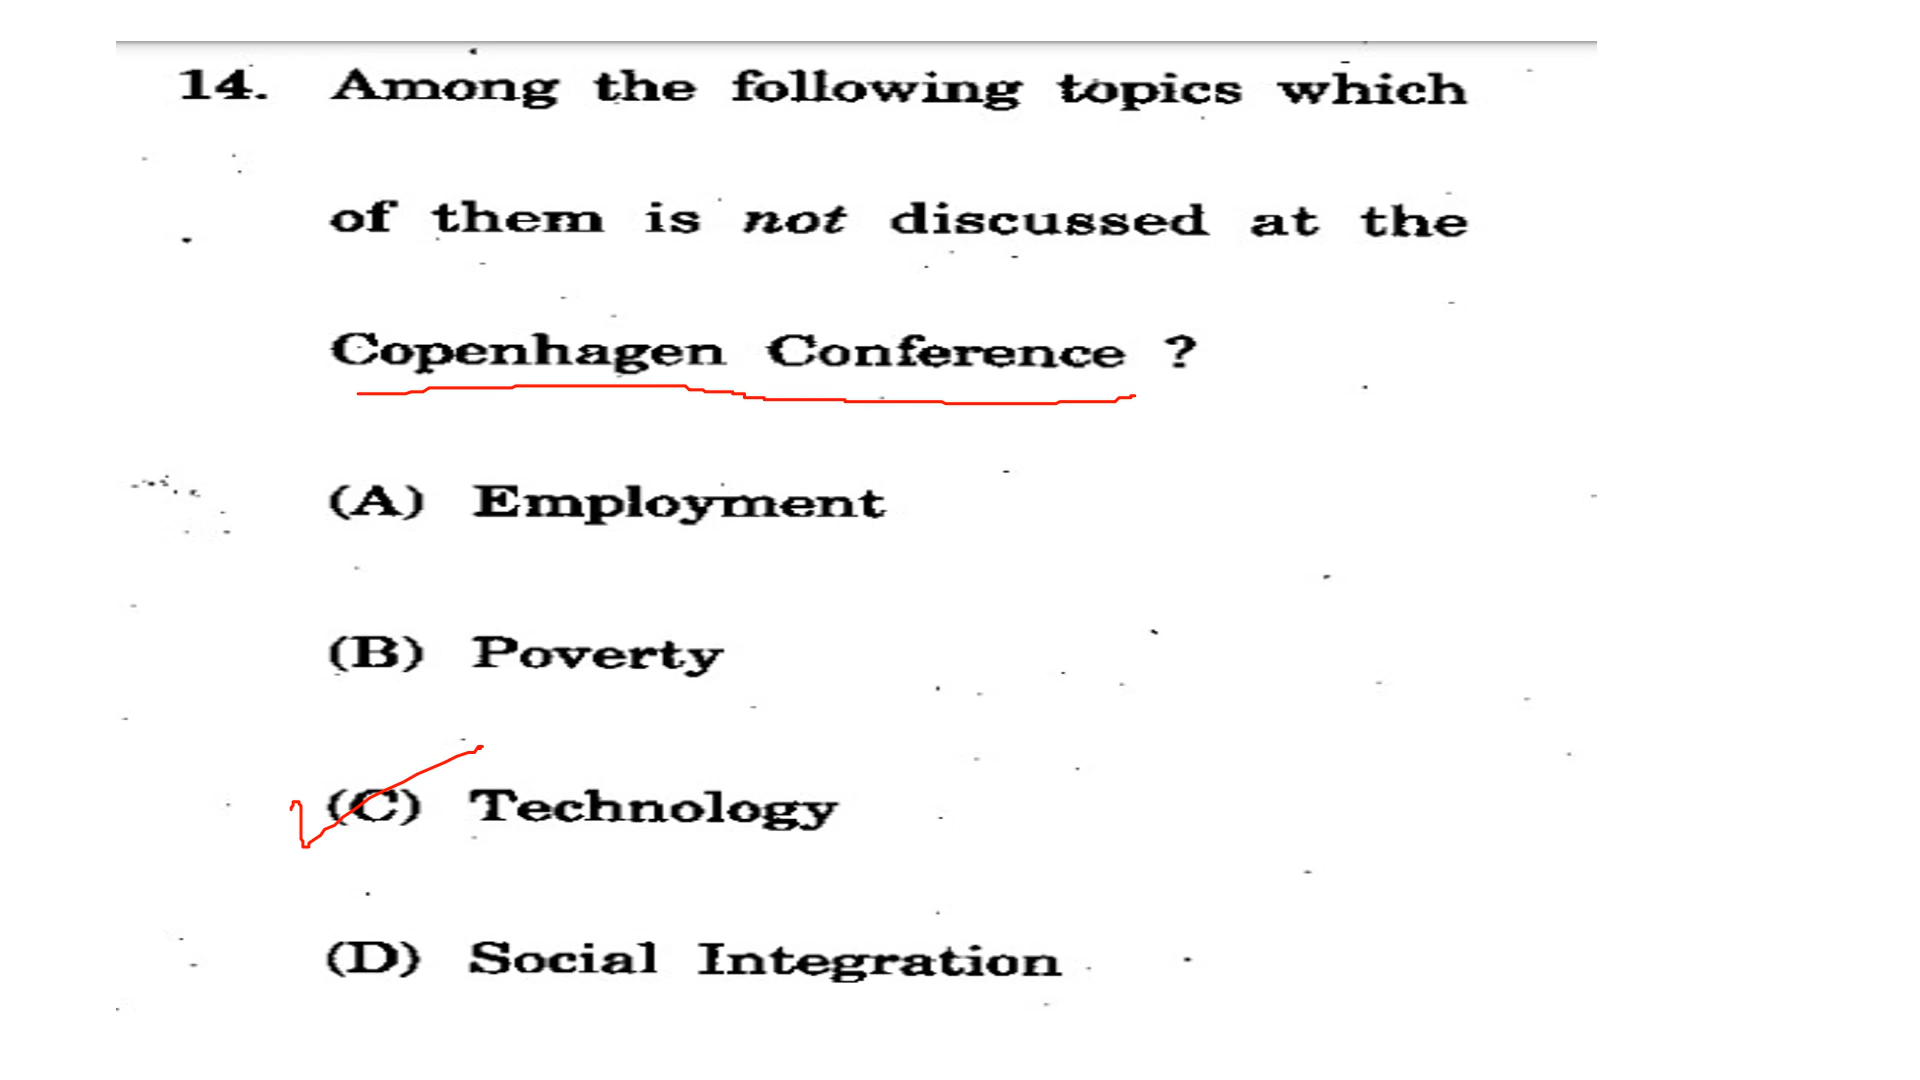 14. Among the following topics which
of them is not discussed at the
Copenhagen Conference ?
(A) Employment
(B) Poverty
(C) Technology
(D) Social Integration